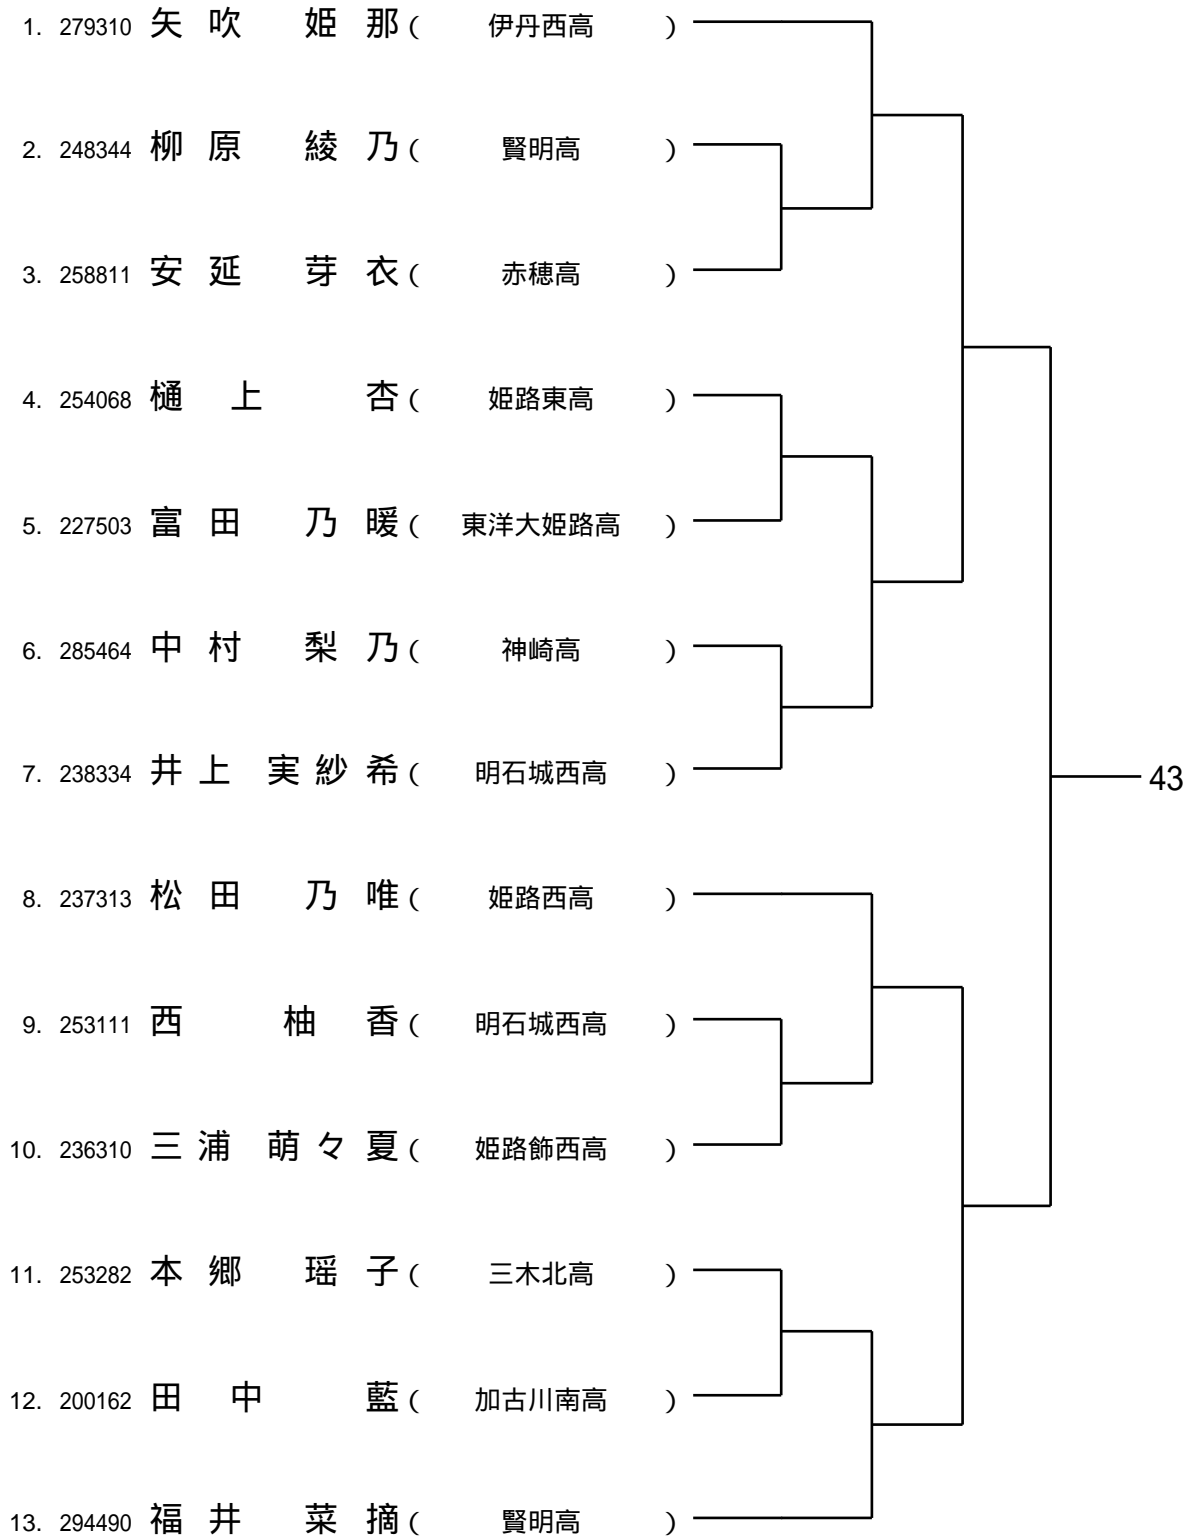 1. 279310 矢吹 姫那 ( 伊丹西高 )
2. 248344 柳原 綾乃 ( 賢明高 )
3. 258811 安延 芽衣 ( 赤穂高 )
4. 254068 樋上 杏 ( 姫路東高 )
5. 227503 富田 乃暖 ( 東洋大姫路高 )
6. 285464 中村 梨乃 ( 神崎高 )
7. 238334 井上 実紗希 ( 明石城西高 )
43
8. 237313 松田 乃唯 ( 姫路西高 )
9. 253111 西 柚香 ( 明石城西高 )
10. 236310 三浦 萌々夏 ( 姫路飾西高 )
11. 253282 本郷 瑶子 ( 三木北高 )
12. 200162 田中 藍 ( 加古川南高 )
13. 294490 福井 菜摘 ( 賢明高 )